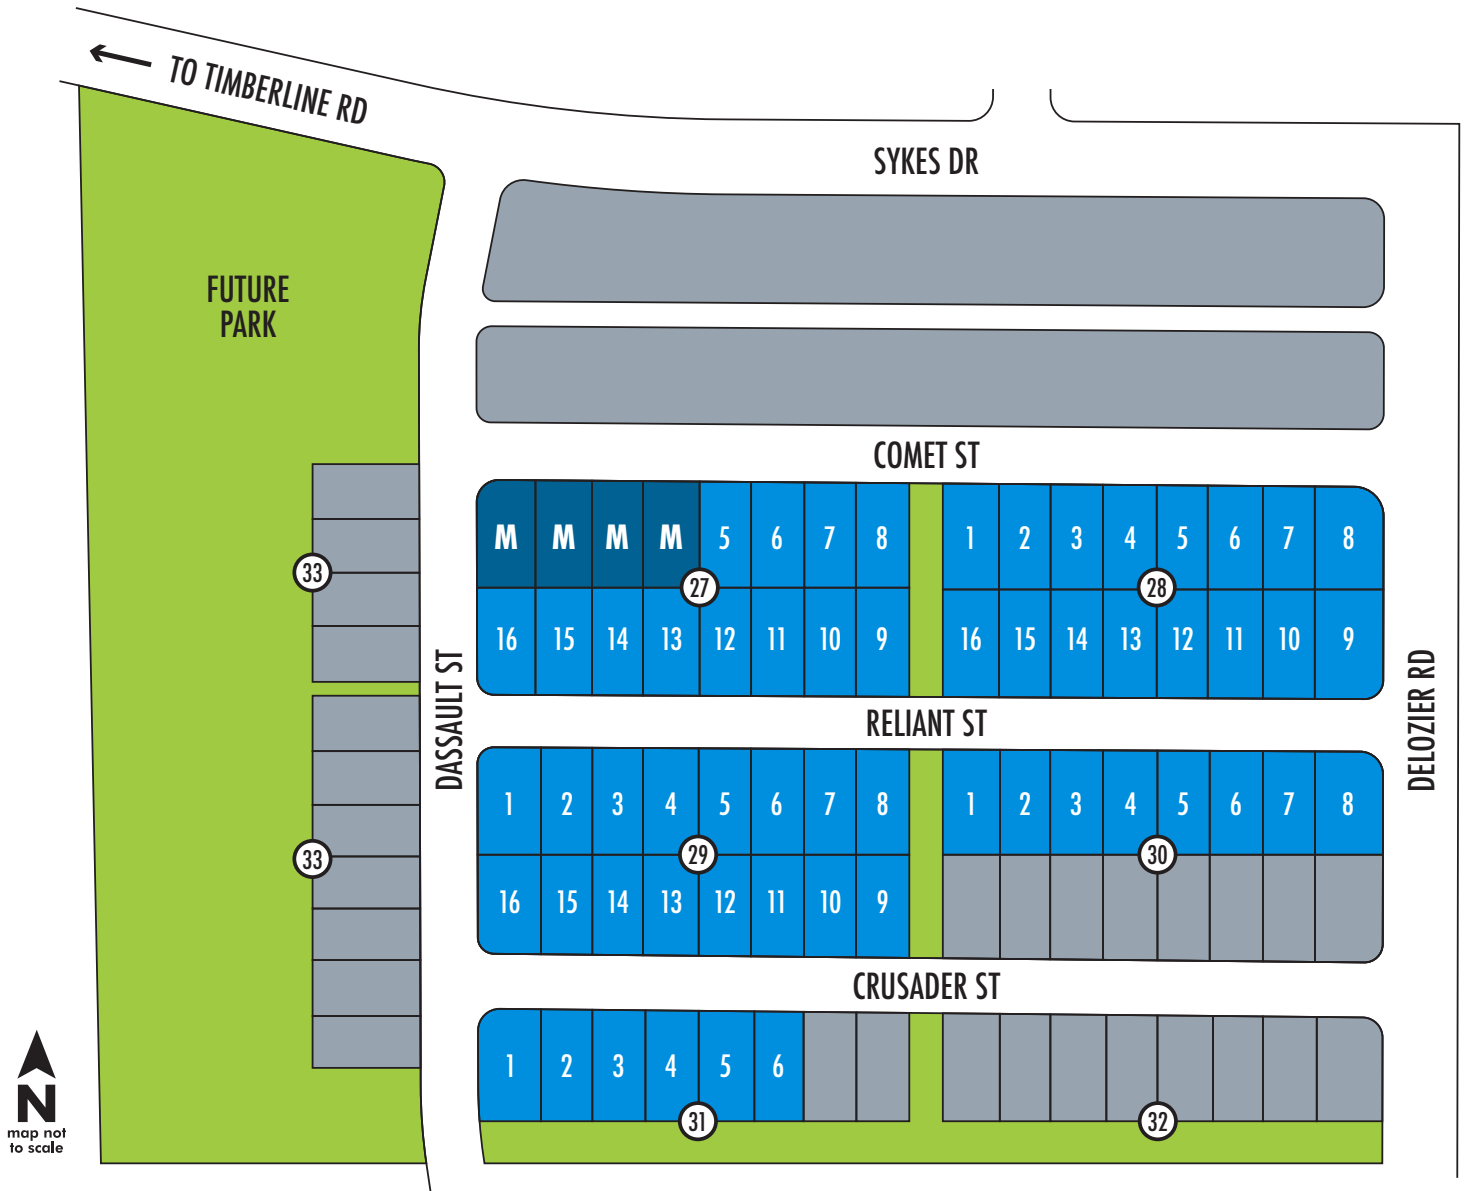 TO TIMBERLINE RD
SYKES DR
FUTURE
PARK
COMET ST
M M M M 5 6 7 8
27
16 15 14 13 12 11 10 9
1 2 3 4 5 6 7 8
28
16 15 14 13 12 11 10 9
33
DASSAULT ST
DELOZIER RD
RELIANT ST
1 2 3 4 5 6 7 8
29
16 15 14 13 12 11 10 9
1 2 3 4 5 6 7 8
30
33
CRUSADER ST
1 2 3 4 5 6
31
32
N
map not
to scale